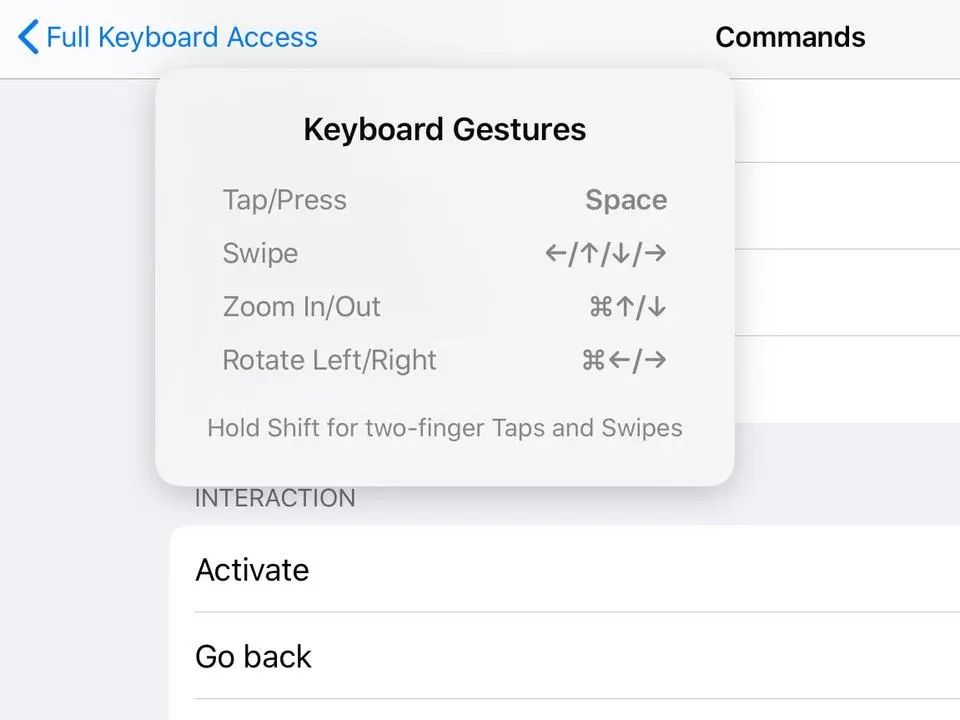 Full Keyboard Access
Commands
Keyboard Gestures
Tap/Press Space
Swipe ←/↑/↓/→
Zoom In/Out ⌘↑/↓
Rotate Left/Right ⌘←/→
Hold Shift for two-finger Taps and Swipes
INTERACTION
Activate
Go back